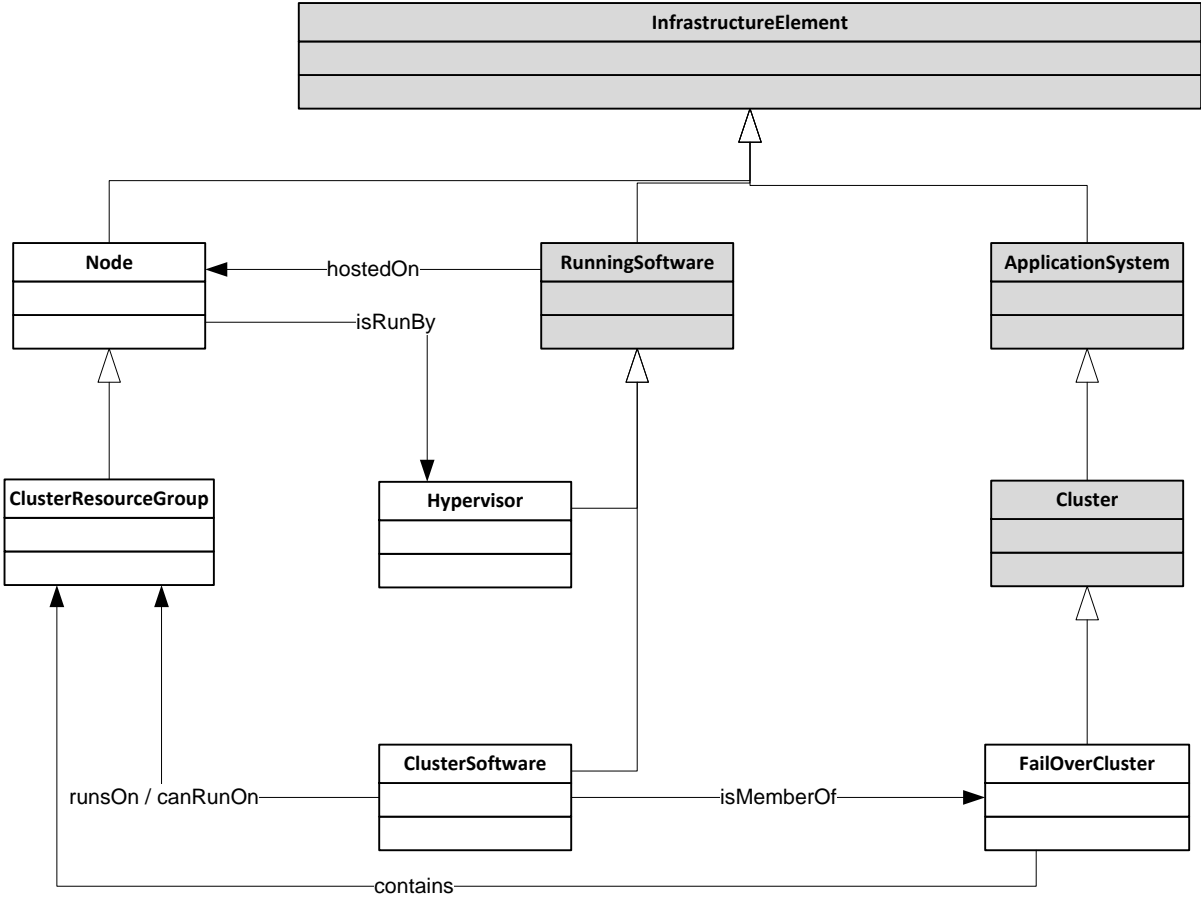 InfrastructureElement
Node
RunningSoftware
ApplicationSystem
hostedOn
isRunBy
ClusterResourceGroup
Hypervisor
Cluster
ClusterSoftware
FailOverCluster
runsOn / canRunOn
isMemberOf
contains